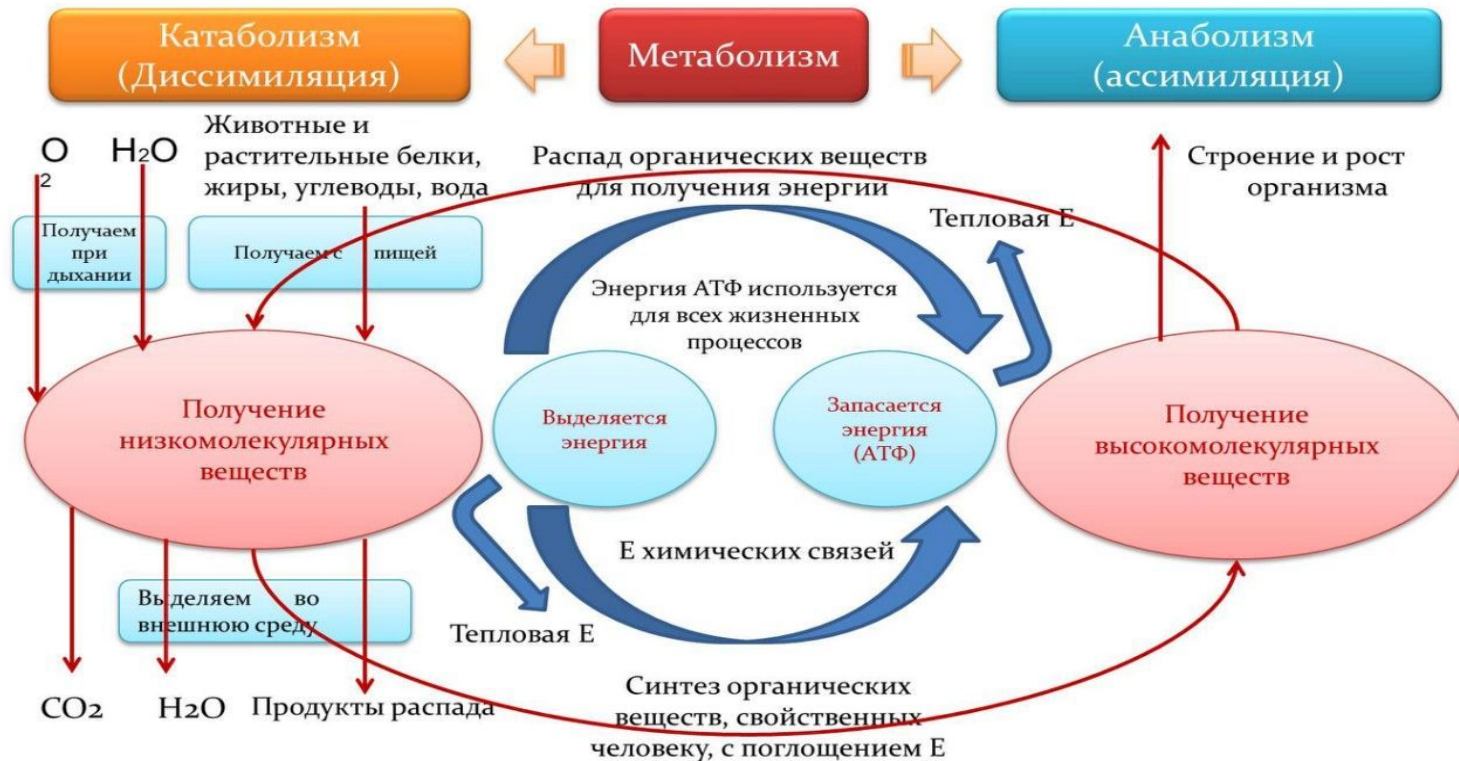 Катаболизм
(Диссимиляция)
Метаболизм
Анаболизм
(ассимиляция)
O
2
H2O
Животные и
растительные белки,
жиры, углеводы, вода
Распад органических веществ
для получения энергии
Строение и рост
организма
Тепловая Е
Получаем
при
дыхании
Получаем с пищей
Энергия АТФ используется
для всех жизненных
процессов
Получение
низкомолекулярных
веществ
Выделяется
энергия
Запасается
энергия
(АТФ)
Получение
высокомолекулярных
веществ
Е химических связей
Выделяем во
внешнюю среду
Тепловая Е
CO2
H2O
Продукты распада
Синтез органических
веществ, свойственных
человеку, с поглощением Е